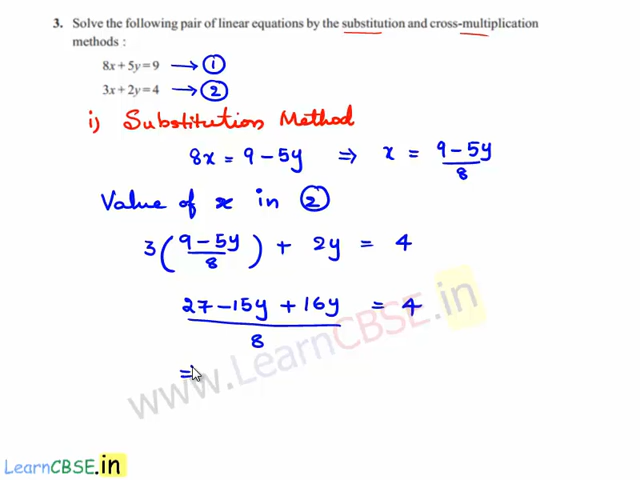 3. Solve the following pair of linear equations by the substitution and cross-multiplication
methods :
8x + 5y = 9 → ①
3x + 2y = 4 → ②
i) Substitution Method
8x = 9 - 5y ⇒ x = (9 - 5y)/8
Value of x in ②
3((9 - 5y)/8) + 2y = 4
(27 - 15y + 16y)/8 = 4
=
www.LearnCBSE.in
LearnCBSE.in